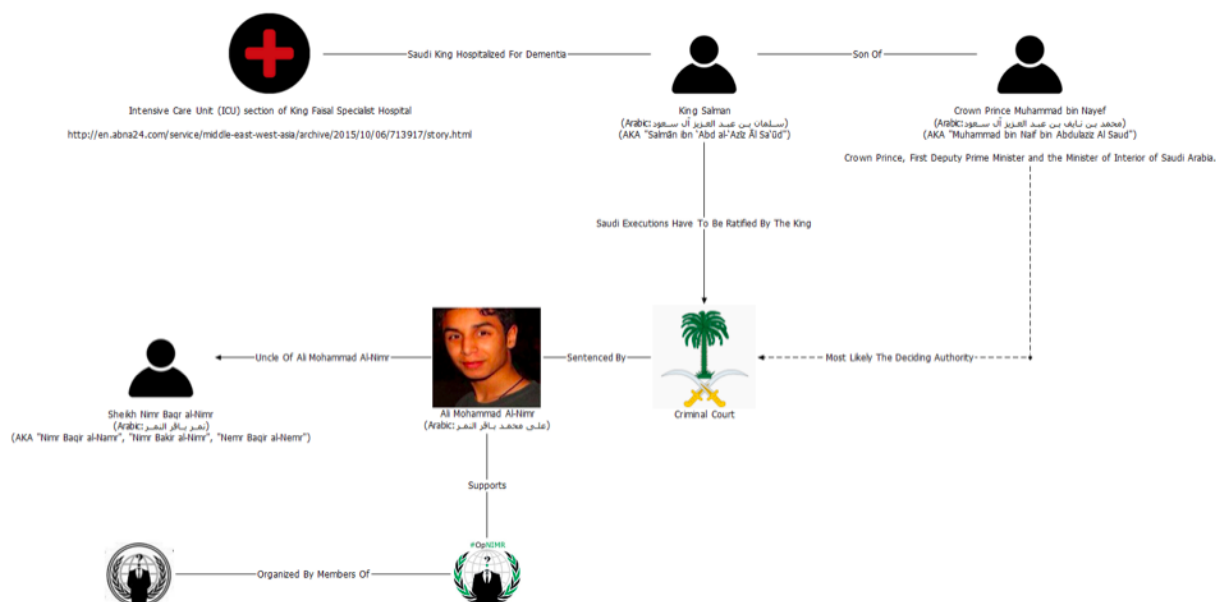 Saudi King Hospitalized For Dementia
Son Of
Intensive Care Unit (ICU) section of King Faisal Specialist Hospital
http://en.abna24.com/service/middle-east-west-asia/archive/2015/10/06/713917/story.html
King Salman
(Arabic: سلمان بن عبد العزيز آل سعود)
(AKA "Salmān ibn 'Abd al-'Azīz Āl Sa'ūd")
Crown Prince Muhammad bin Nayef
(Arabic: محمد بن نايف بن عبد العزيز آل سعود)
(AKA "Muhammad bin Naif bin Abdulaziz Al Saud")
Crown Prince, First Deputy Prime Minister and the Minister of Interior of Saudi Arabia.
Saudi Executions Have To Be Ratified By The King
Uncle Of Ali Mohammad Al-Nimr
Sentenced By
Most Likely The Deciding Authority
Sheikh Nimr Baqr al-Nimr
(Arabic: نمر باقر النمر)
(AKA "Nimr Baqir al-Namr", "Nimr Bakir al-Nimr", "Nemr Baqir al-Nemr")
Ali Mohammad Al-Nimr
(Arabic: علی محمد باقر النمر)
Criminal Court
Supports
#OpNIMR
?
?
Organized By Members Of